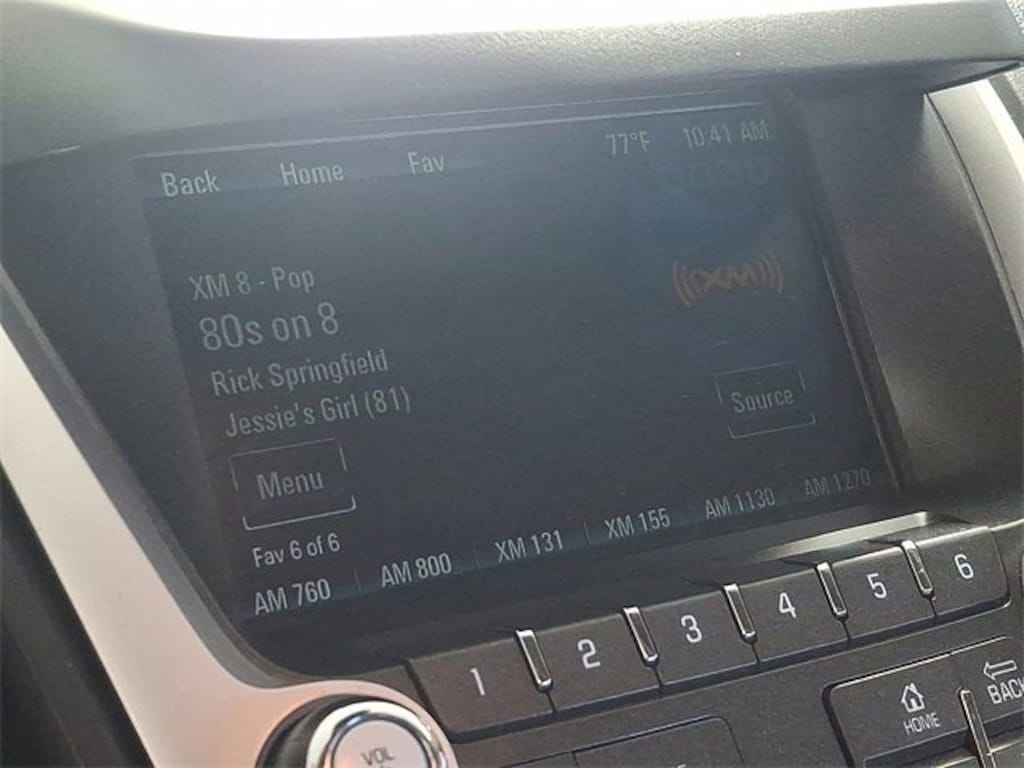 Back Home Fav 77°F 10:41 AM
XM 8 - Pop
80s on 8
Rick Springfield
Jessie's Girl (81)
((XM))
Source
Menu
Fav 6 of 6
AM 760 AM 800 XM 131 XM 155 AM 1130 AM 1270
1 2 3 4 5 6
HOME
BACK
VOL